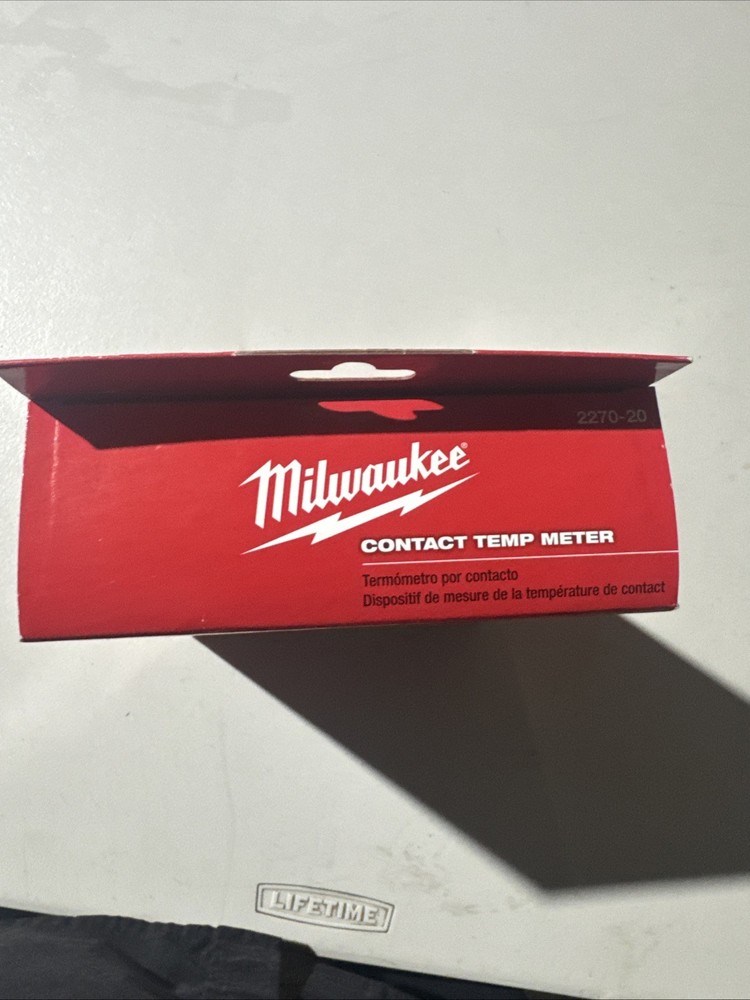 2270-20
Milwaukee®
CONTACT TEMP METER
Termómetro por contacto
Dispositif de mesure de la température de contact
LIFETIME